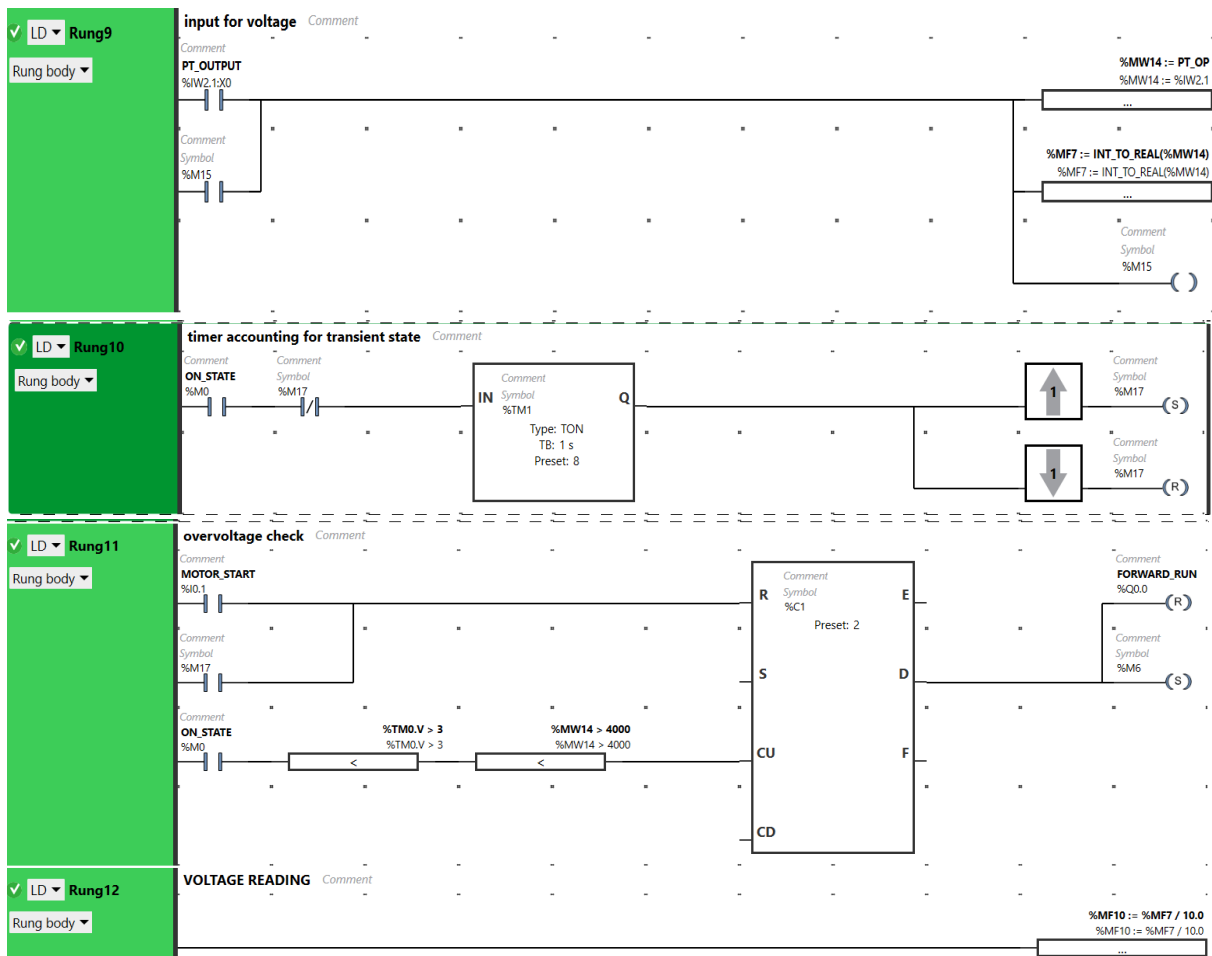 LD Rung9
Rung body
input for voltage Comment
Comment
PT_OUTPUT
%IW2.1:X0
Comment
Symbol
%M15
%MW14 := PT_OP
%MW14 := %IW2.1
...
%MF7 := INT_TO_REAL(%MW14)
%MF7 := INT_TO_REAL(%MW14)
...
Comment
Symbol
%M15
LD Rung10
Rung body
timer accounting for transient state Comment
Comment
ON_STATE
%M0
Comment
Symbol
%M17
Comment
IN Symbol Q
%TM1
Type: TON
TB: 1 s
Preset: 8
1
Comment
Symbol
%M17
S
1
Comment
Symbol
%M17
R
LD Rung11
Rung body
overvoltage check Comment
Comment
MOTOR_START
%I0.1
Comment
Symbol
%M17
Comment
ON_STATE
%M0
%TM0.V > 3
%TM0.V > 3
<
%MW14 > 4000
%MW14 > 4000
<
Comment
R Symbol E
%C1
Preset: 2
S D
CU F
CD
Comment
FORWARD_RUN
%Q0.0
R
Comment
Symbol
%M6
S
LD Rung12
Rung body
VOLTAGE READING Comment
%MF10 := %MF7 / 10.0
%MF10 := %MF7 / 10.0
...